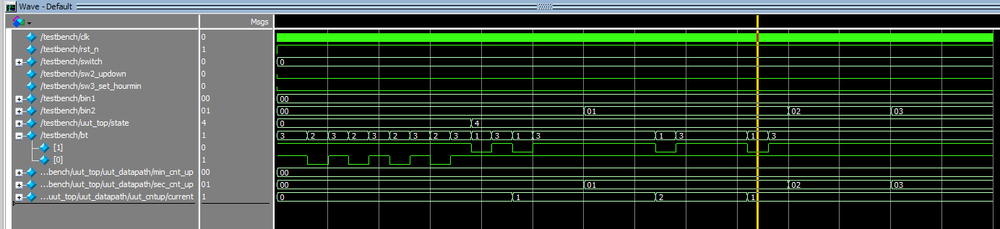 Wave - Default
Msgs
/testbench/clk 0
/testbench/rst_n 1
/testbench/switch 0 0
/testbench/sw2_updown 0
/testbench/sw3_set_hourmin 0
/testbench/bin1 00 00
/testbench/bin2 01 00 01 02 03
/testbench/uut_top/state 4 0 4
/testbench/bt 1 3 2 3 2 3 2 3 2 3 1 3 1 3 1 3 1 3
[1] 0
[0] 1
...bench/uut_top/uut_datapath/min_cnt_up 00 00
...bench/uut_top/uut_datapath/sec_cnt_up 01 00 01 02 03
...uut_top/uut_datapath/uut_cntup/current 1 0 1 2 1